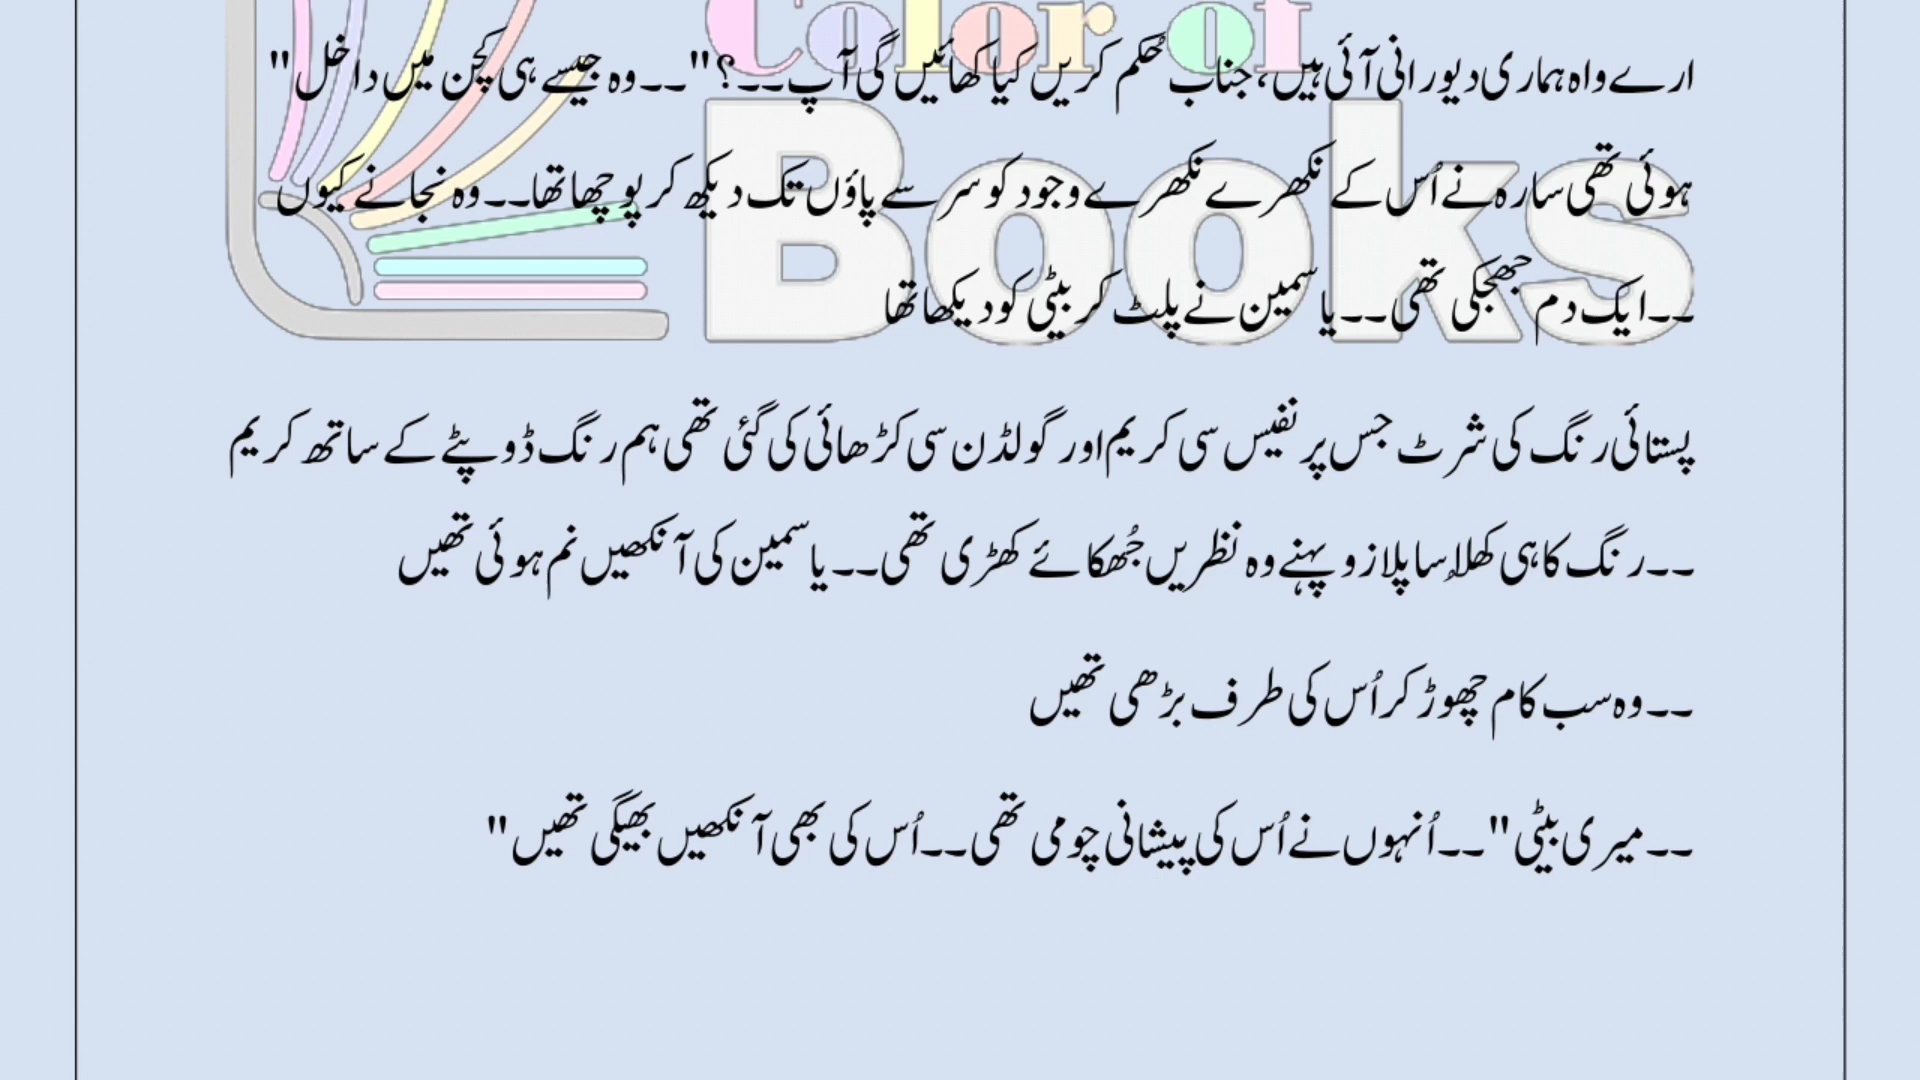 Color of
Books
ارے واہ ہماری دیورانی آئی ہیں، جناب حُکم کریں کیا کھائیں گی آپ۔۔۔؟"۔۔وہ جیسے ہی کچن میں داخل"
ہوئی تھی سارہ نے اُس کے نکھرے نکھرے وجود کو سر سے پاؤں تک دیکھ کر پوچھا تھا۔۔وہ نجانے کیوں
۔۔ایک دم جھجکی تھی۔۔یاسمین نے پلٹ کر بیٹی کو دیکھا تھا
پستائی رنگ کی شرٹ جس پر نفیس سی کریم اور گولڈن سی کڑھائی کی گئی تھی ہم رنگ ڈوپٹے کے ساتھ کریم
۔۔رنگ کا ہی کھلاُ سا پلازو پہنے وہ نظریں جُھکائے کھڑی تھی۔۔یاسمین کی آنکھیں نم ہوئی تھیں
۔۔وہ سب کام چھوڑ کر اُس کی طرف بڑھی تھیں
۔۔میری بیٹی"۔۔اُنہوں نے اُس کی پیشانی چومی تھی۔۔اُس کی بھی آنکھیں بھیگی تھیں"